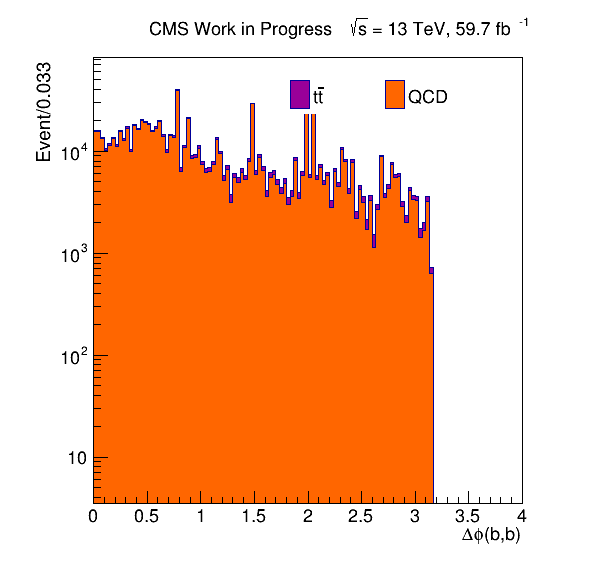 CMS Work in Progress √s = 13 TeV, 59.7 fb⁻¹
Event/0.033
tt̄
QCD
10⁴
10³
10²
10
0 0.5 1 1.5 2 2.5 3 3.5 4
Δϕ(b,b)